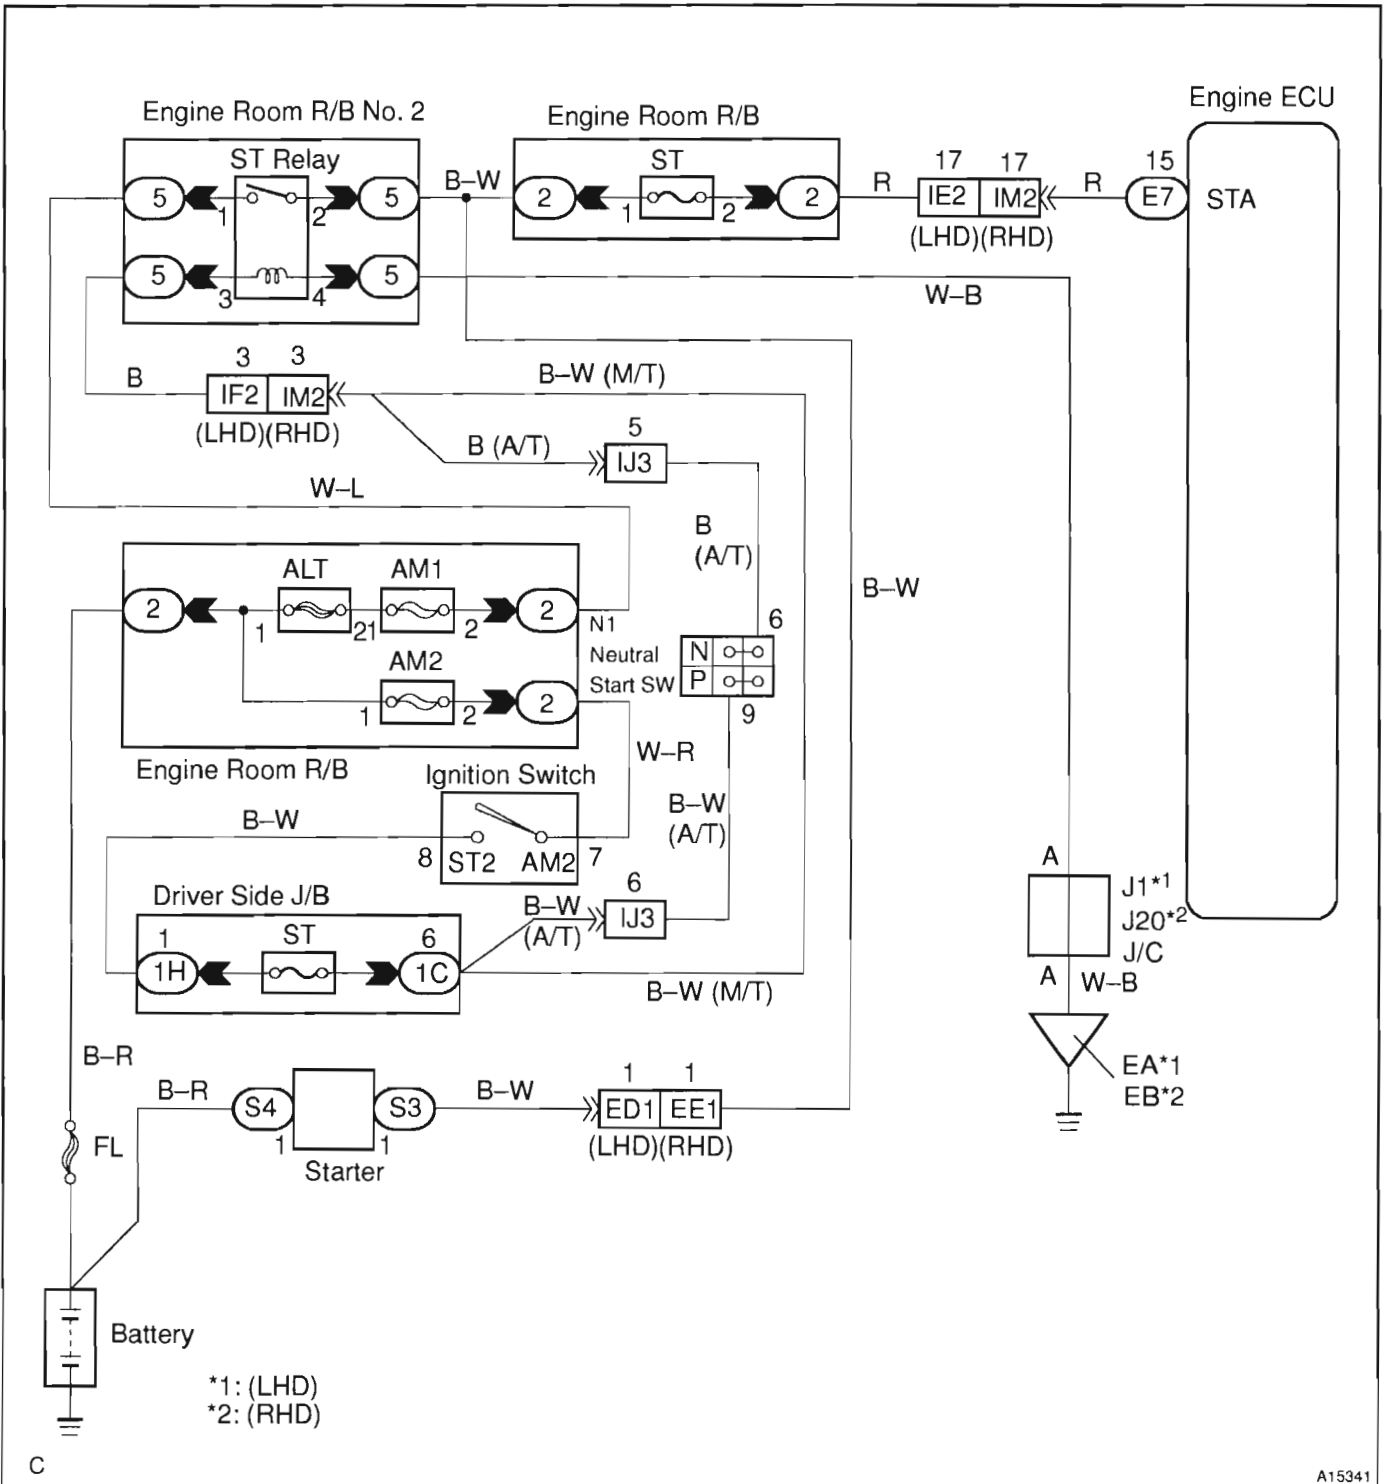 Engine ECU
Engine Room R/B No. 2
Engine Room R/B
ST Relay
ST
17 17
15
5 1 2 5
B–W
2 1 2 2
R
IE2 IM2
R
E7
STA
(LHD)(RHD)
5 3 4 5
W–B
3 3
B
IF2 IM2
B–W (M/T)
(LHD)(RHD)
B (A/T)
5
IJ3
W–L
B
(A/T)
ALT
AM1
B–W
2 1 21 2 2
N1
6
AM2
Neutral
N
Start SW
P
1 2 2
9
W–R
Engine Room R/B
Ignition Switch
B–W
B–W
(A/T)
8 ST2 AM2 7
A
J1*1
J20*2
J/C
Driver Side J/B
B–W
(A/T)
6
IJ3
1
ST
6
1H
1C
B–W (M/T)
A
W–B
B–R
EA*1
EB*2
B–R
S4
S3
B–W
1 1
ED1 EE1
1 1
(LHD)(RHD)
FL
Starter
Battery
*1: (LHD)
*2: (RHD)
C
A15341